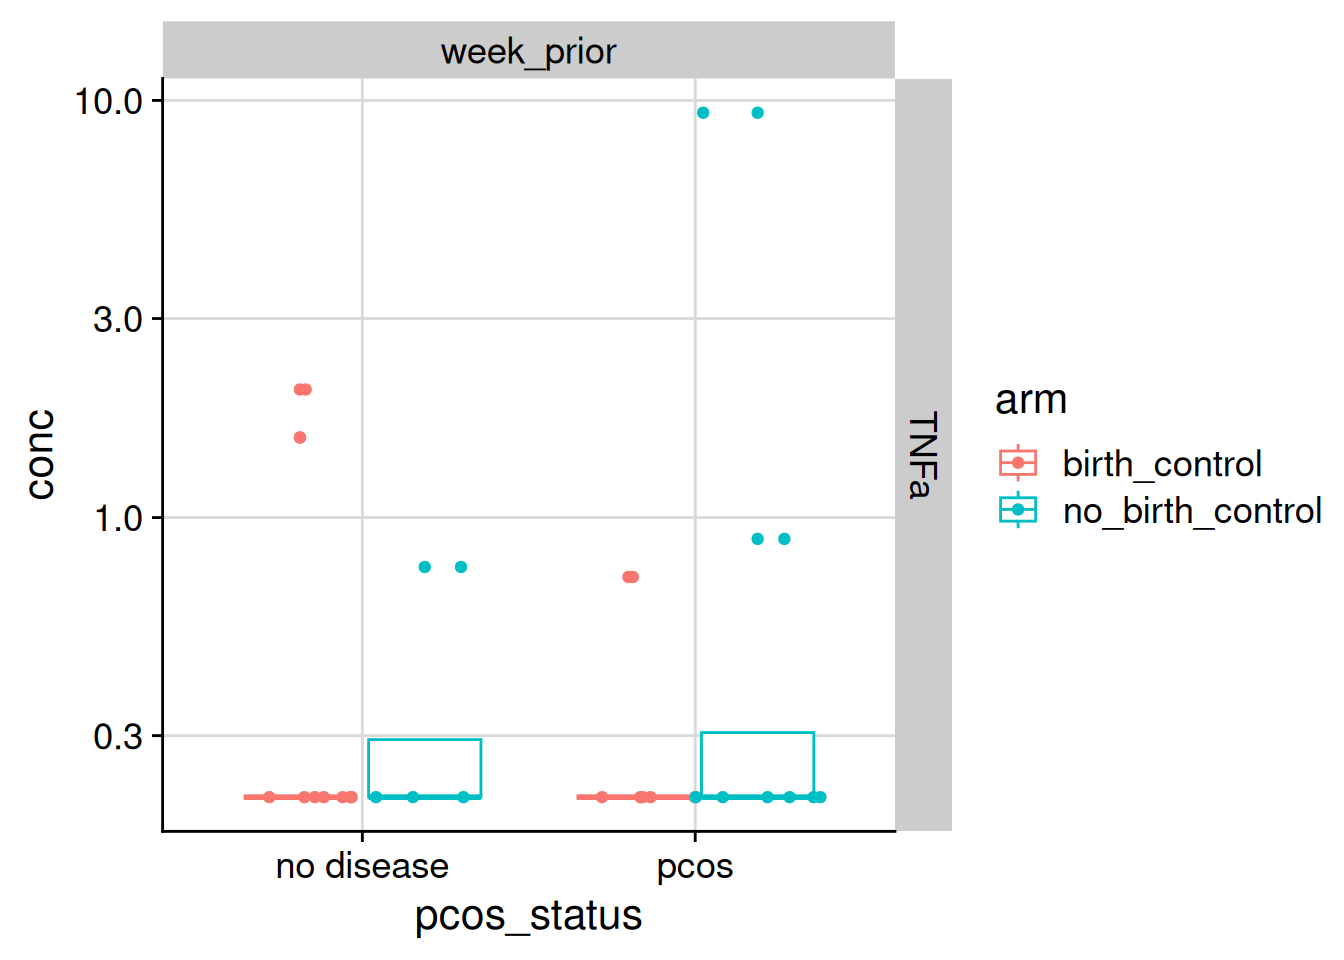 week_prior
10.0
3.0
1.0
0.3
conc
TNFa
no disease
pcos
pcos_status
arm
birth_control
no_birth_control